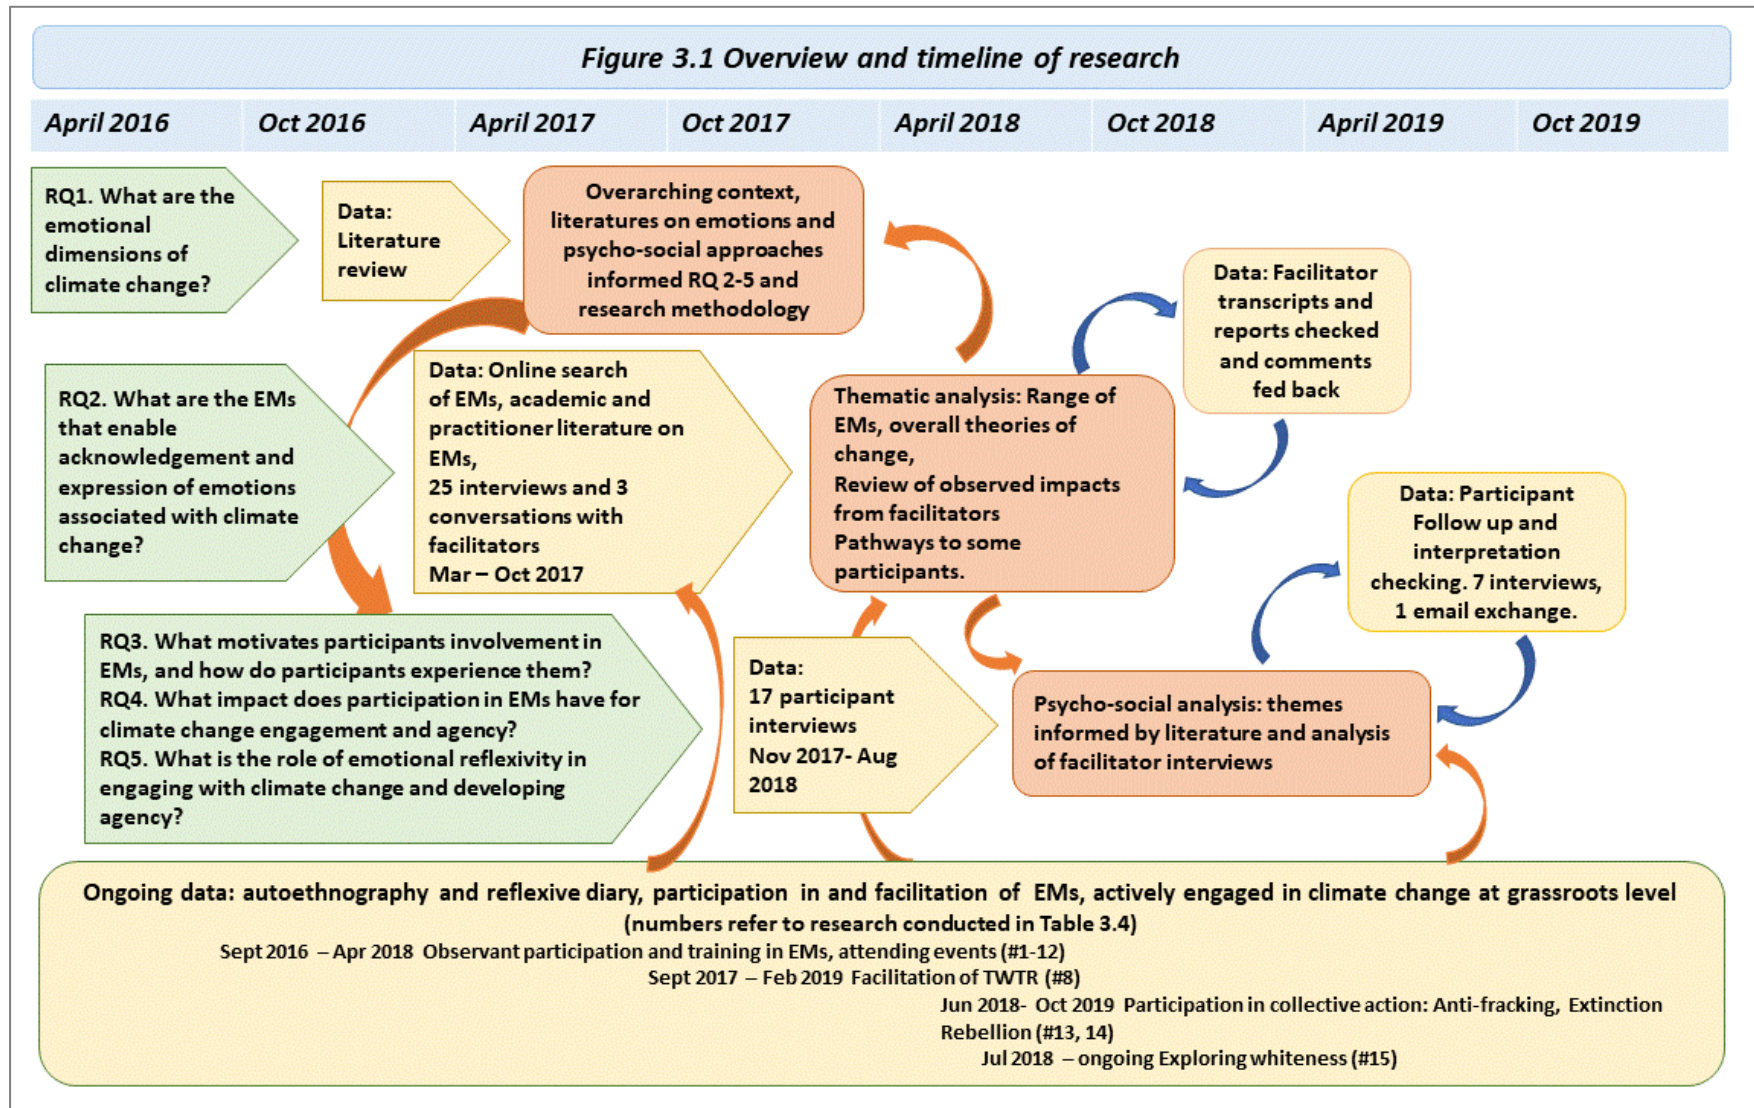 Figure 3.1 Overview and timeline of research
April 2016
Oct 2016
April 2017
Oct 2017
April 2018
Oct 2018
April 2019
Oct 2019
RQ1. What are the
emotional
dimensions of
climate change?
Data:
Literature
review
Overarching context,
literatures on emotions and
psycho-social approaches
informed RQ 2-5 and
research methodology
Data: Facilitator
transcripts and
reports checked
and comments
fed back
RQ2. What are the EMs
that enable
acknowledgement and
expression of emotions
associated with climate
change?
Data: Online search
of EMs, academic and
practitioner literature on
EMs,
25 interviews and 3
conversations with
facilitators
Mar – Oct 2017
Thematic analysis: Range of
EMs, overall theories of
change,
Review of observed impacts
from facilitators
Pathways to some
participants.
Data: Participant
Follow up and
interpretation
checking. 7 interviews,
1 email exchange.
RQ3. What motivates participants involvement in
EMs, and how do participants experience them?
RQ4. What impact does participation in EMs have for
climate change engagement and agency?
RQ5. What is the role of emotional reflexivity in
engaging with climate change and developing
agency?
Data:
17 participant
interviews
Nov 2017- Aug
2018
Psycho-social analysis: themes
informed by literature and analysis
of facilitator interviews
Ongoing data: autoethnography and reflexive diary, participation in and facilitation of EMs, actively engaged in climate change at grassroots level
(numbers refer to research conducted in Table 3.4)
Sept 2016 – Apr 2018 Observant participation and training in EMs, attending events (#1-12)
Sept 2017 – Feb 2019 Facilitation of TWTR (#8)
Jun 2018- Oct 2019 Participation in collective action: Anti-fracking, Extinction
Rebellion (#13, 14)
Jul 2018 – ongoing Exploring whiteness (#15)